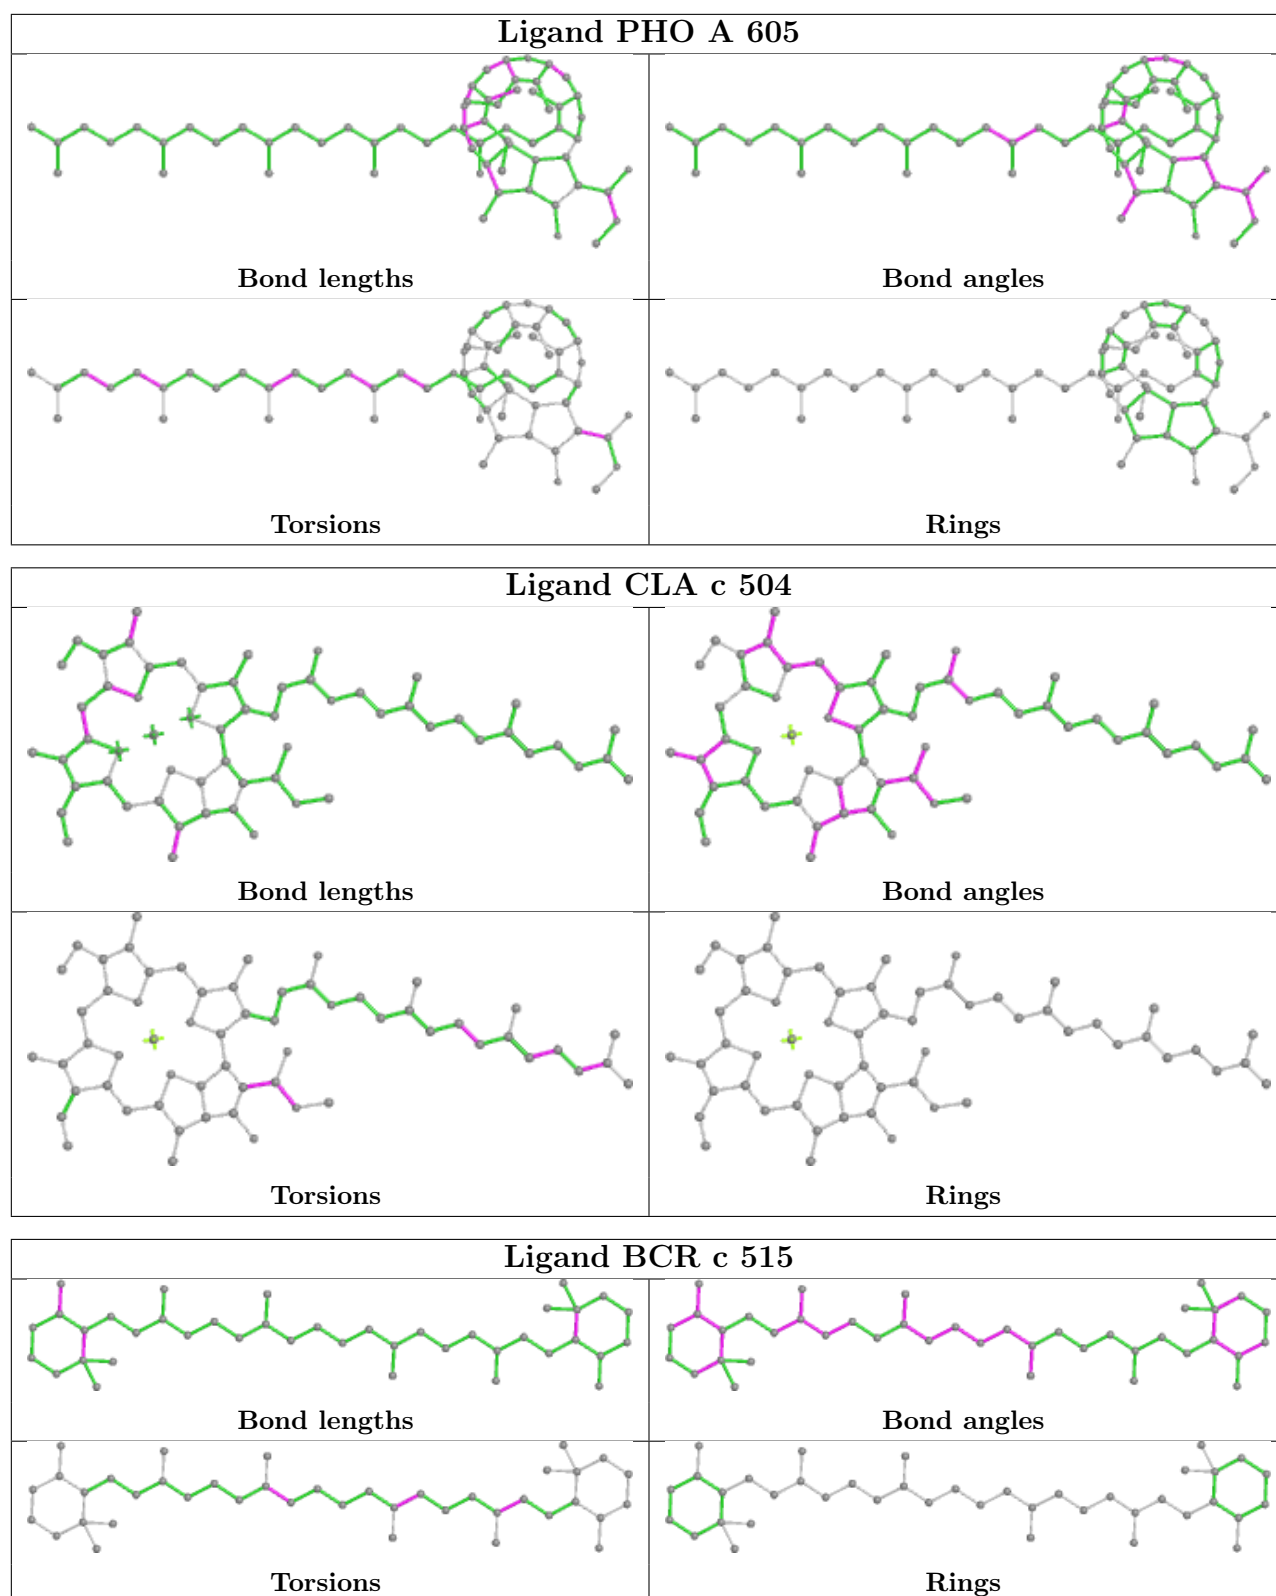 Ligand PHO A 605
Bond lengths
Bond angles
Torsions
Rings
Ligand CLA c 504
Bond lengths
Bond angles
Torsions
Rings
Ligand BCR c 515
Bond lengths
Bond angles
Torsions
Rings